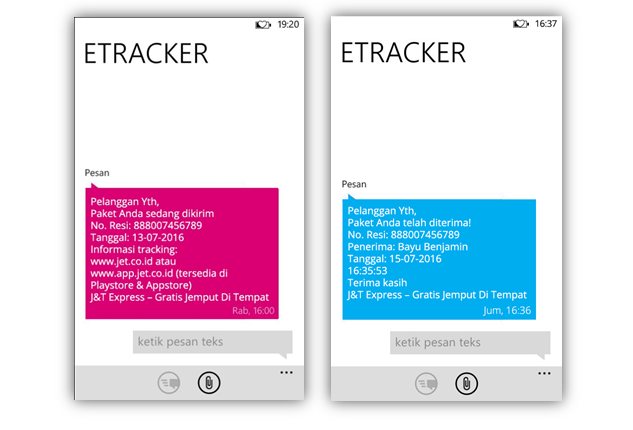 19:20
ETRACKER
Pesan
Pelanggan Yth,
Paket Anda sedang dikirim
No. Resi: 888007456789
Tanggal: 13-07-2016
Informasi tracking:
www.jet.co.id atau
www.app.jet.co.id (tersedia di
Playstore & Appstore)
J&T Express – Gratis Jemput Di Tempat
Rab, 16:00
ketik pesan teks
16:37
ETRACKER
Pesan
Pelanggan Yth,
Paket Anda telah diterima!
No. Resi: 888007456789
Penerima: Bayu Benjamin
Tanggal: 15-07-2016
16:35:53
Terima kasih
J&T Express – Gratis Jemput Di Tempat
Jum, 16:36
ketik pesan teks